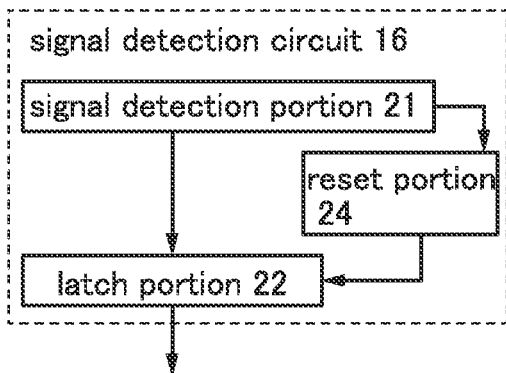 signal detection circuit 16
signal detection portion 21
reset portion
24
latch portion 22